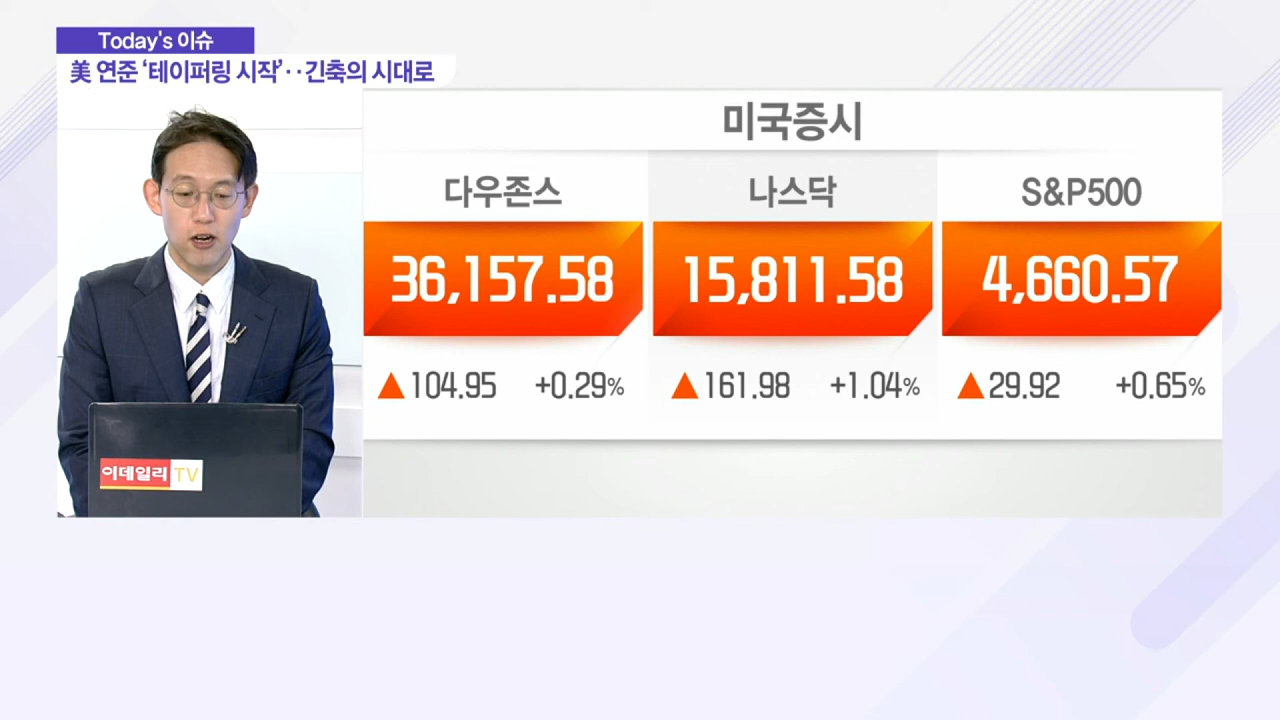 Today's 이슈
美 연준 ‘테이퍼링 시작’‥긴축의 시대로
미국증시
다우존스 나스닥 S&P500
36,157.58 15,811.58 4,660.57
▲104.95 +0.29% ▲161.98 +1.04% ▲29.92 +0.65%
이데일리TV